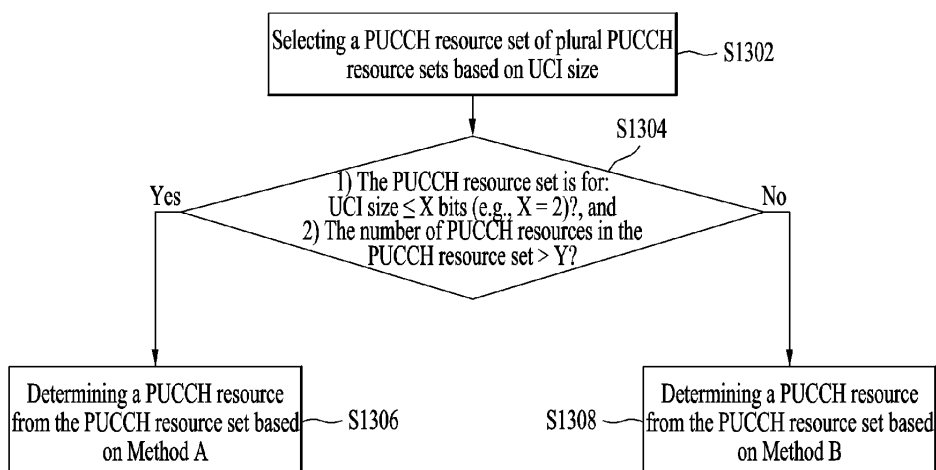 Selecting a PUCCH resource set of plural PUCCH
resource sets based on UCI size
S1302
S1304
1) The PUCCH resource set is for:
UCI size ≤ X bits (e.g., X = 2)?, and
2) The number of PUCCH resources in the
PUCCH resource set > Y?
Yes
No
Determining a PUCCH resource
from the PUCCH resource set based
on Method A
S1306
S1308
Determining a PUCCH resource
from the PUCCH resource set based
on Method B